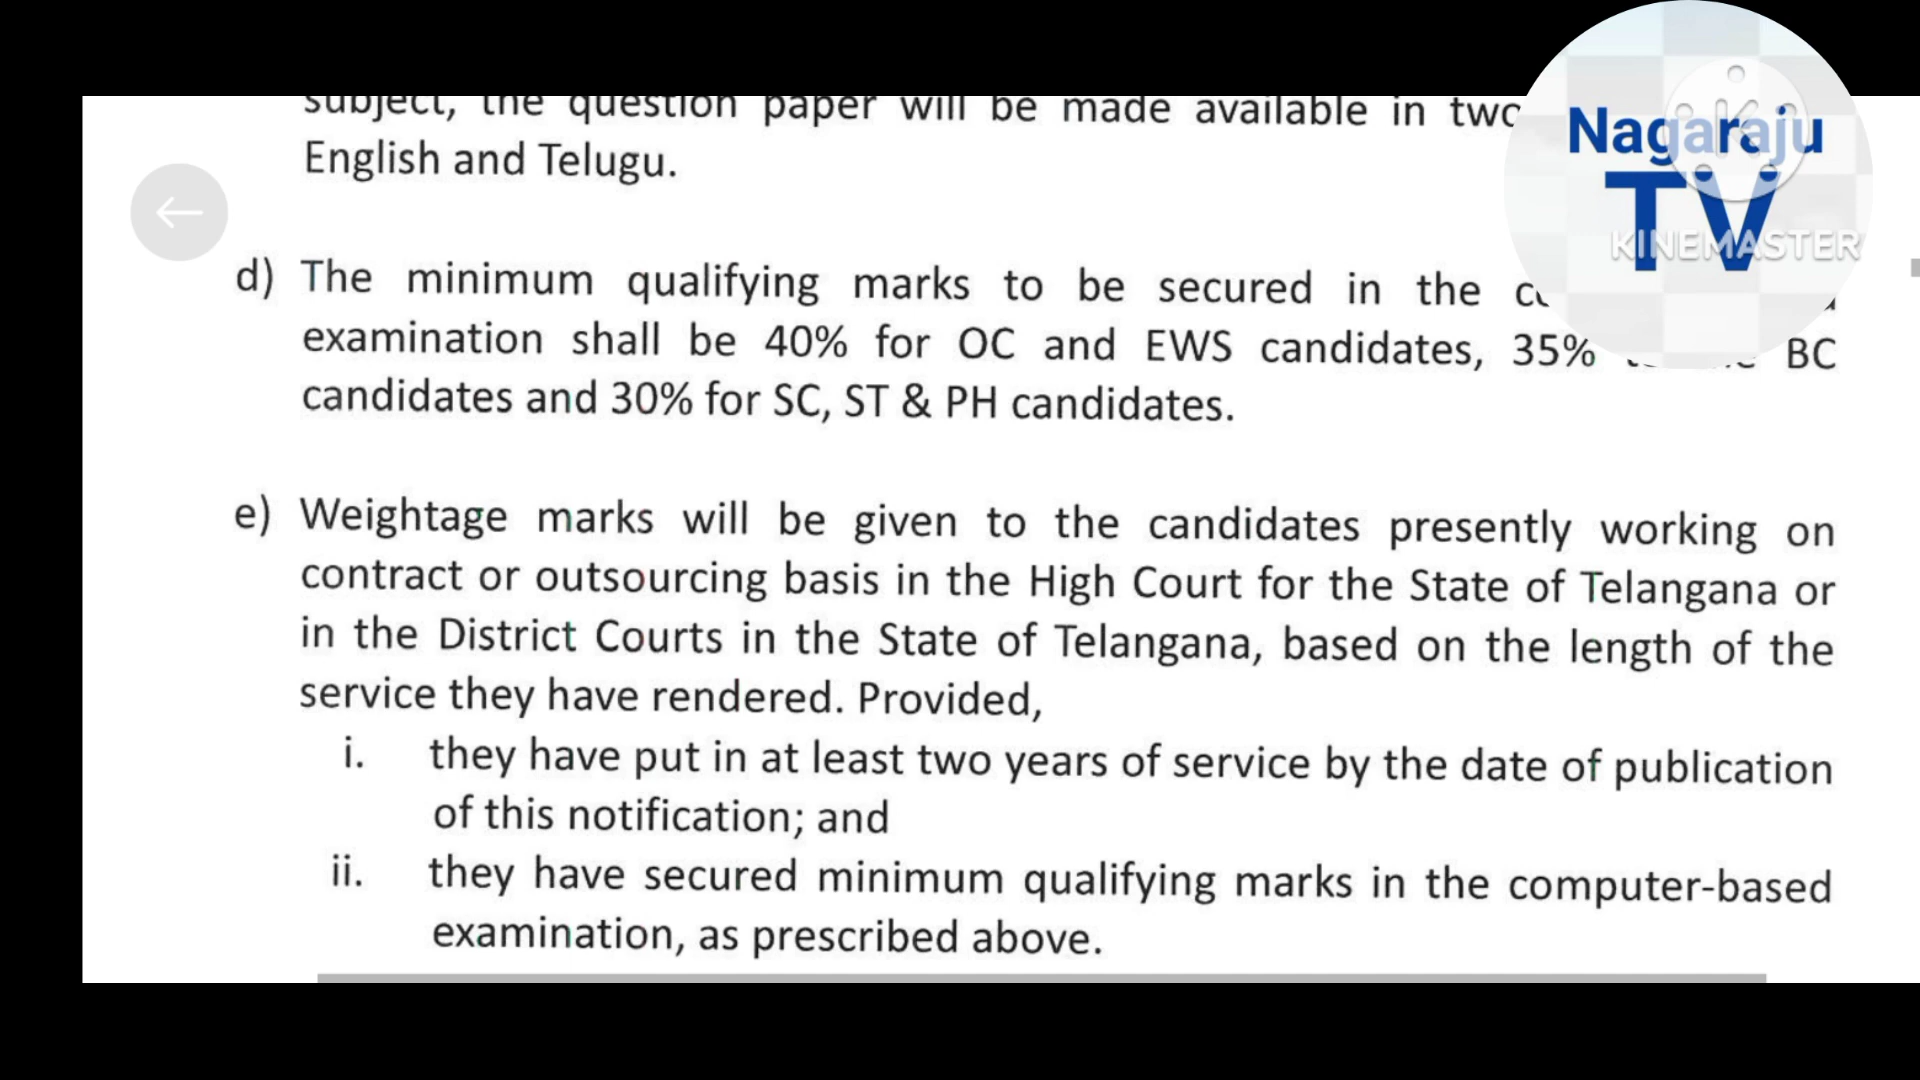 subject, the question paper will be made available in two
English and Telugu.
d) The minimum qualifying marks to be secured in the
examination shall be 40% for OC and EWS candidates, 35% BC
candidates and 30% for SC, ST & PH candidates.
e) Weightage marks will be given to the candidates presently working on
contract or outsourcing basis in the High Court for the State of Telangana or
in the District Courts in the State of Telangana, based on the length of the
service they have rendered. Provided,
i. they have put in at least two years of service by the date of publication
of this notification; and
ii. they have secured minimum qualifying marks in the computer-based
examination, as prescribed above.
Nagaraju
TV
KINEMASTER